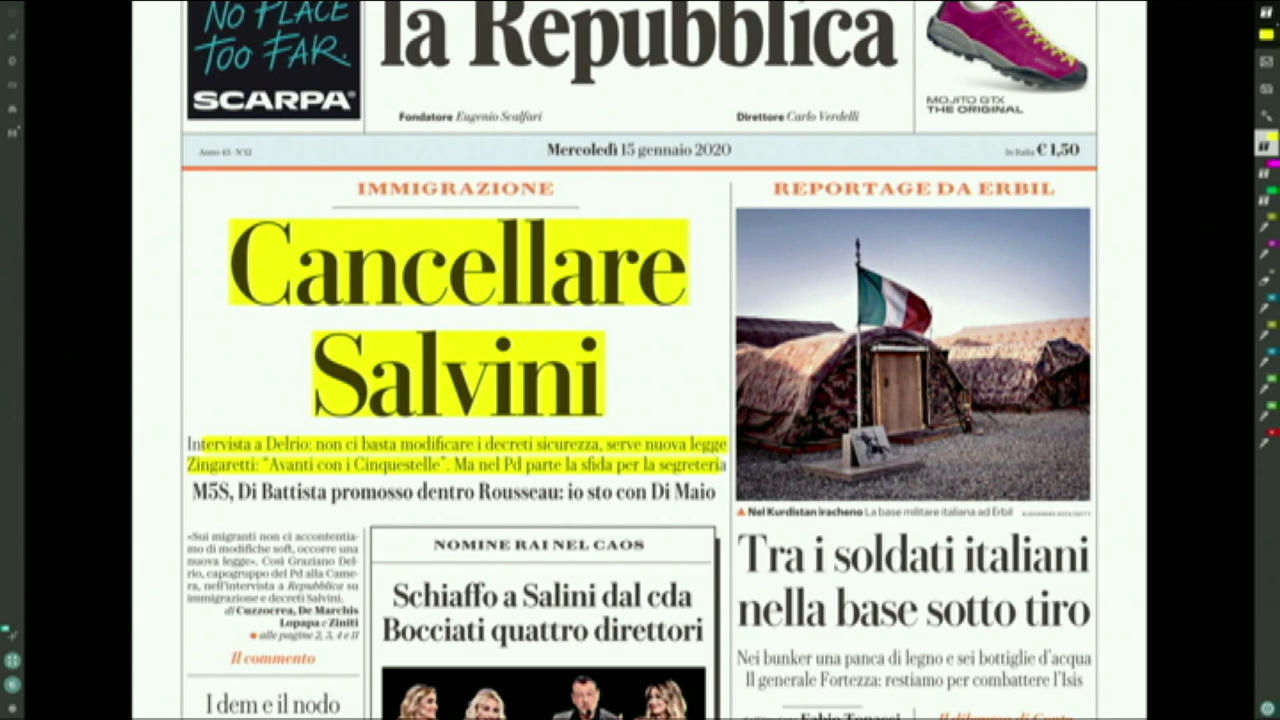 NO PLACE
TOO FAR.
SCARPA®
la Repubblica
MOJITO GTX
THE ORIGINAL
Fondatore Eugenio Scalfari
Direttore Carlo Verdelli
Anno 45 - N°12
Mercoledì 15 gennaio 2020
In Italia € 1,50
IMMIGRAZIONE
Cancellare
Salvini
Intervista a Delrio: non ci basta modificare i decreti sicurezza, serve nuova legge
Zingaretti: “Avanti con i Cinquestelle”. Ma nel Pd parte la sfida per la segreteria
M5S, Di Battista promosso dentro Rousseau: io sto con Di Maio
«Sui migranti non ci accontentia-
mo di modifiche soft, occorre una
nuova legge». Così Graziano Del-
rio, capogruppo del Pd alla Came-
ra, nell'intervista a Repubblica su
immigrazione e decreti Salvini.
di Cuzzocrea, De Marchis
Lopapa e Ziniti
● alle pagine 2, 3, 4 e 11
Il commento
I dem e il nodo
NOMINE RAI NEL CAOS
Schiaffo a Salini dal cda
Bocciati quattro direttori
REPORTAGE DA ERBIL
▲ Nel Kurdistan iracheno La base militare italiana ad Erbil
Tra i soldati italiani
nella base sotto tiro
Nei bunker una panca di legno e sei bottiglie d'acqua
Il generale Fortezza: restiamo per combattere l'Isis